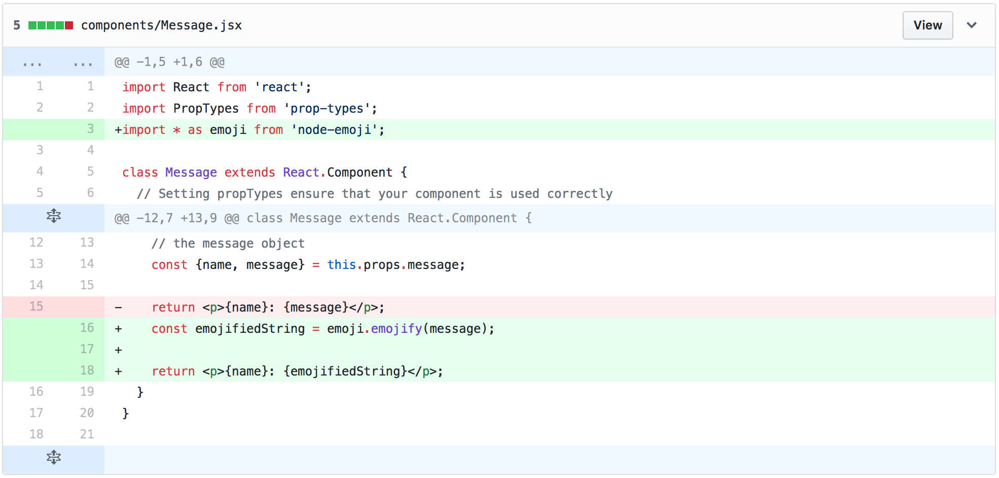 5 components/Message.jsx View
... ... @@ -1,5 +1,6 @@
1 1 import React from 'react';
2 2 import PropTypes from 'prop-types';
3 +import * as emoji from 'node-emoji';
3 4
4 5 class Message extends React.Component {
5 6 // Setting propTypes ensure that your component is used correctly
@@ -12,7 +13,9 @@ class Message extends React.Component {
12 13 // the message object
13 14 const {name, message} = this.props.message;
14 15
15 - return <p>{name}: {message}</p>;
16 + const emojifiedString = emoji.emojify(message);
17 +
18 + return <p>{name}: {emojifiedString}</p>;
16 19 }
17 20 }
18 21